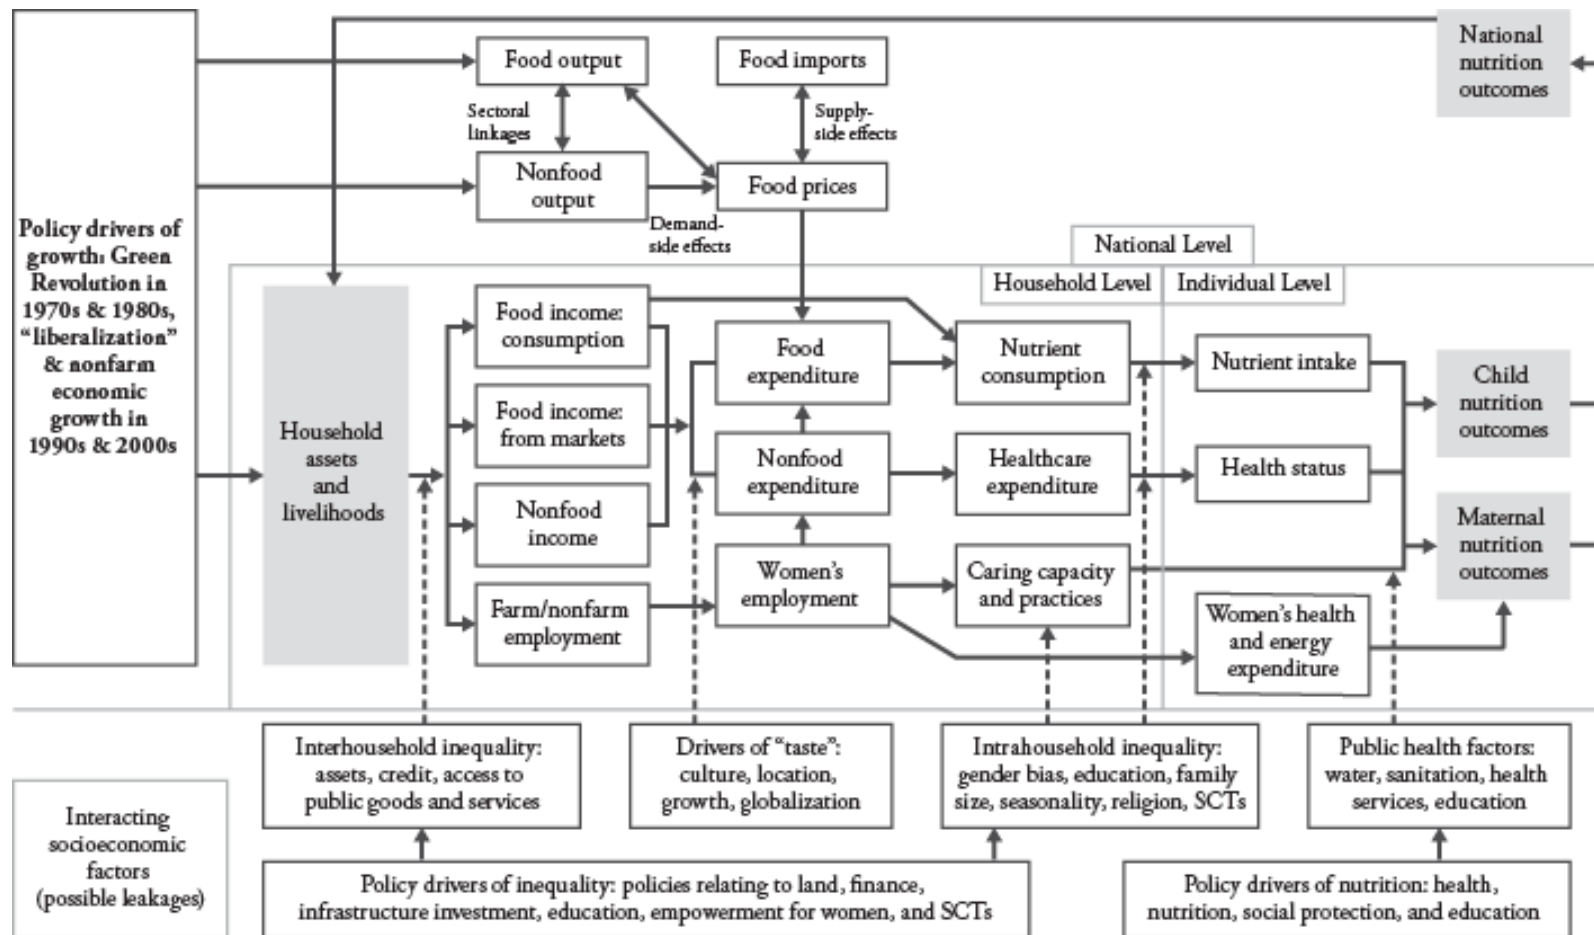 National
nutrition
outcomes
Food output
Food imports
Sectoral
linkages
Supply-
side effects
Nonfood
output
Food prices
Demand-
side effects
Policy drivers of
growth: Green
Revolution in
1970s & 1980s,
“liberalization”
& nonfarm
economic
growth in
1990s & 2000s
National Level
Household Level
Individual Level
Household
assets
and
livelihoods
Food income:
consumption
Food income:
from markets
Nonfood
income
Farm/nonfarm
employment
Food
expenditure
Nonfood
expenditure
Women’s
employment
Nutrient
consumption
Healthcare
expenditure
Caring capacity
and practices
Nutrient intake
Health status
Women’s health
and energy
expenditure
Child
nutrition
outcomes
Maternal
nutrition
outcomes
Interhousehold inequality:
assets, credit, access to
public goods and services
Drivers of “taste”:
culture, location,
growth, globalization
Intrahousehold inequality:
gender bias, education, family
size, seasonality, religion, SCTs
Public health factors:
water, sanitation, health
services, education
Interacting
socioeconomic
factors
(possible leakages)
Policy drivers of inequality: policies relating to land, finance,
infrastructure investment, education, empowerment for women, and SCTs
Policy drivers of nutrition: health,
nutrition, social protection, and education